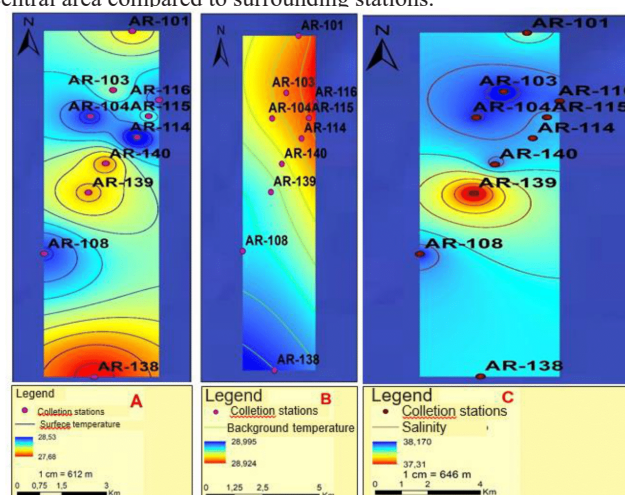 entral area compared to surrounding stations.
N
AR-101
AR-103
AR-116
AR-104
AR-115
AR-114
AR-140
AR-139
AR-108
AR-138
Legend
A
Colletion stations
Surfece temperature
28,53
27,68
1 cm = 612 m
0 0,75 1,5 3
Km
N
AR-101
AR-103
AR-116
AR-104AR-115
AR-114
AR-140
AR-139
AR-108
AR-138
Legend
B
Colletion stations
Background temperature
28,995
28,924
0 1,25 2,5 5
Km
N
AR-101
AR-103
AR-11
AR-104AR-115
AR-114
AR-140
AR-139
AR-108
AR-138
Legend
C
Colletion stations
Salinity
38,170
37,31
1 cm = 646 m
0 1 2 4
Km